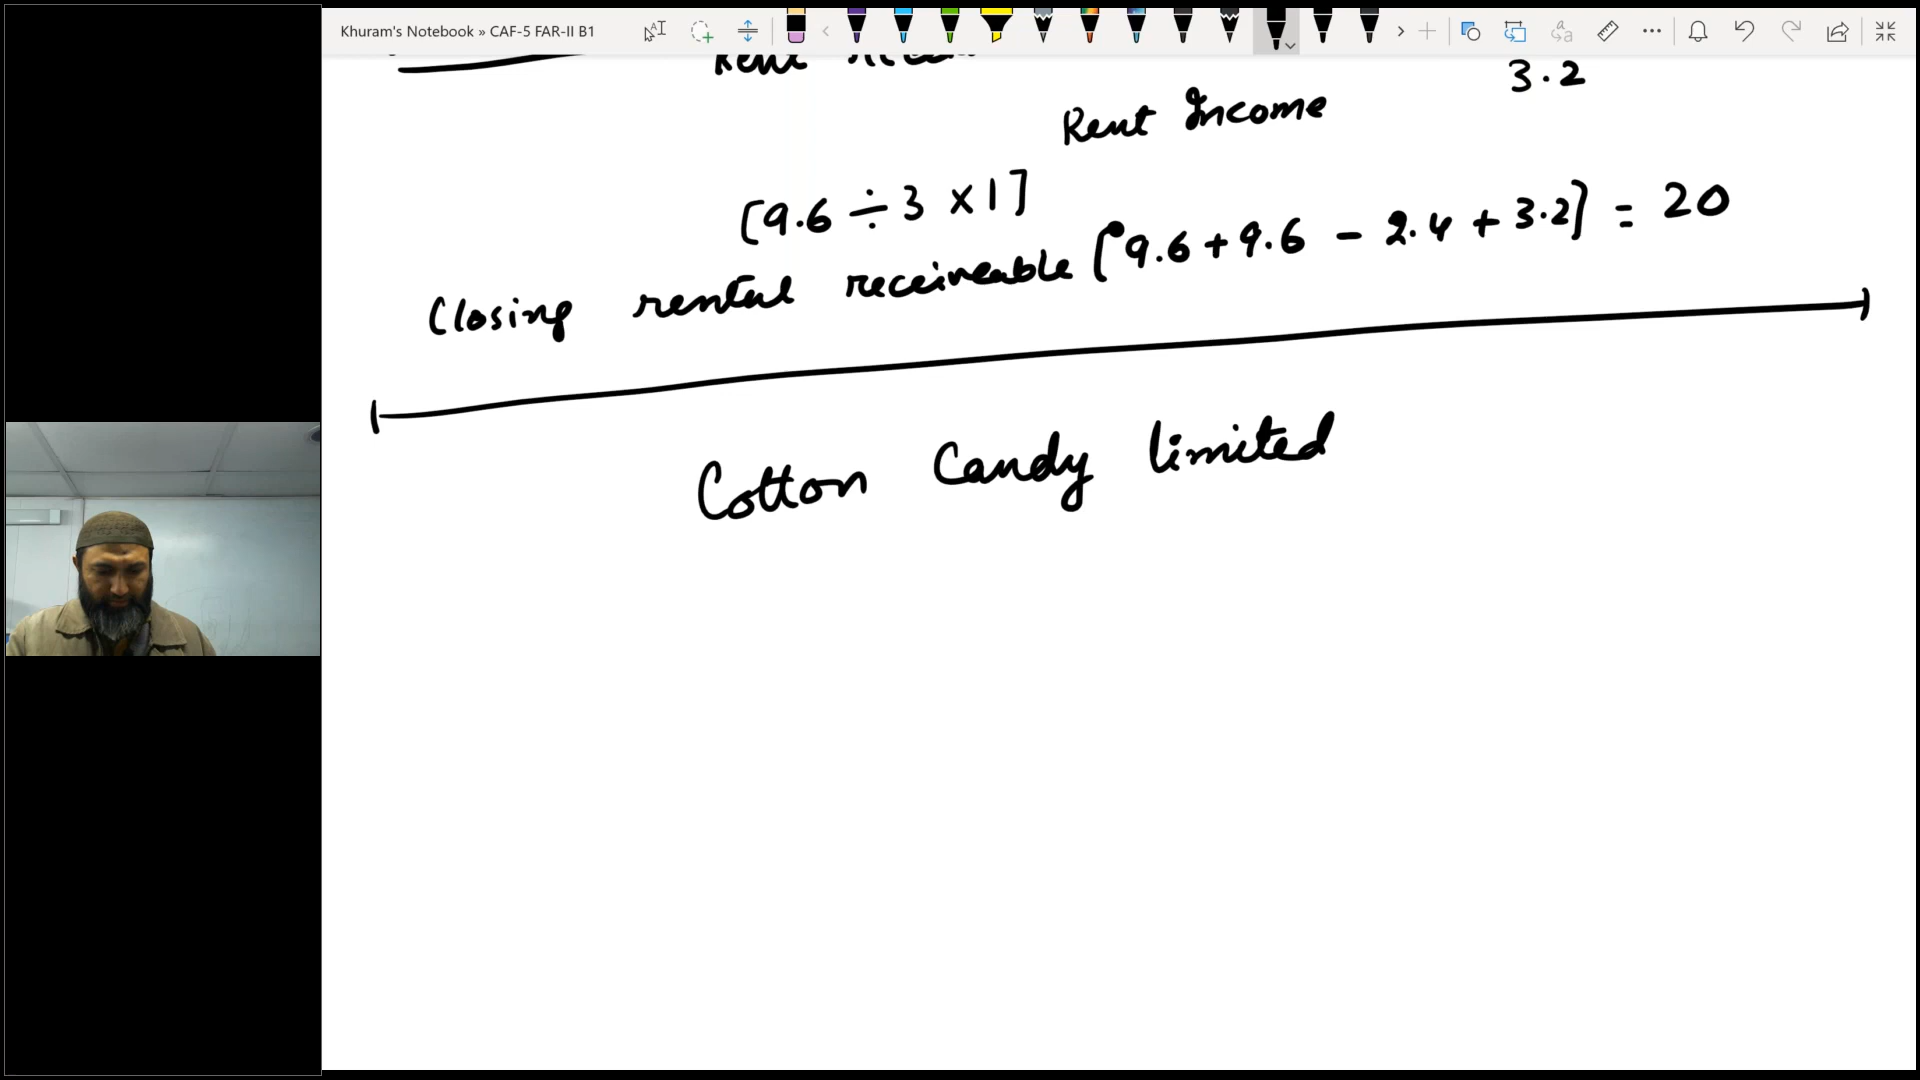 Khuram's Notebook » CAF-5 FAR-II B1
Rent
3.2
Rent Income
[9.6 ÷ 3 × 1]
Closing rental receiveable [9.6 + 9.6 - 2.4 + 3.2] = 20
Cotton Candy limited